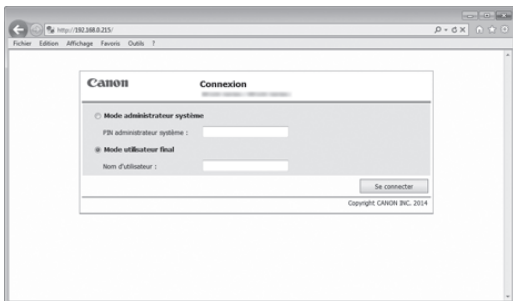 http://192.168.0.215/
Fichier Edition Affichage Favoris Outils ?
Canon
Connexion
Mode administrateur système
PIN administrateur système :
Mode utilisateur final
Nom d'utilisateur :
Se connecter
Copyright CANON INC. 2014